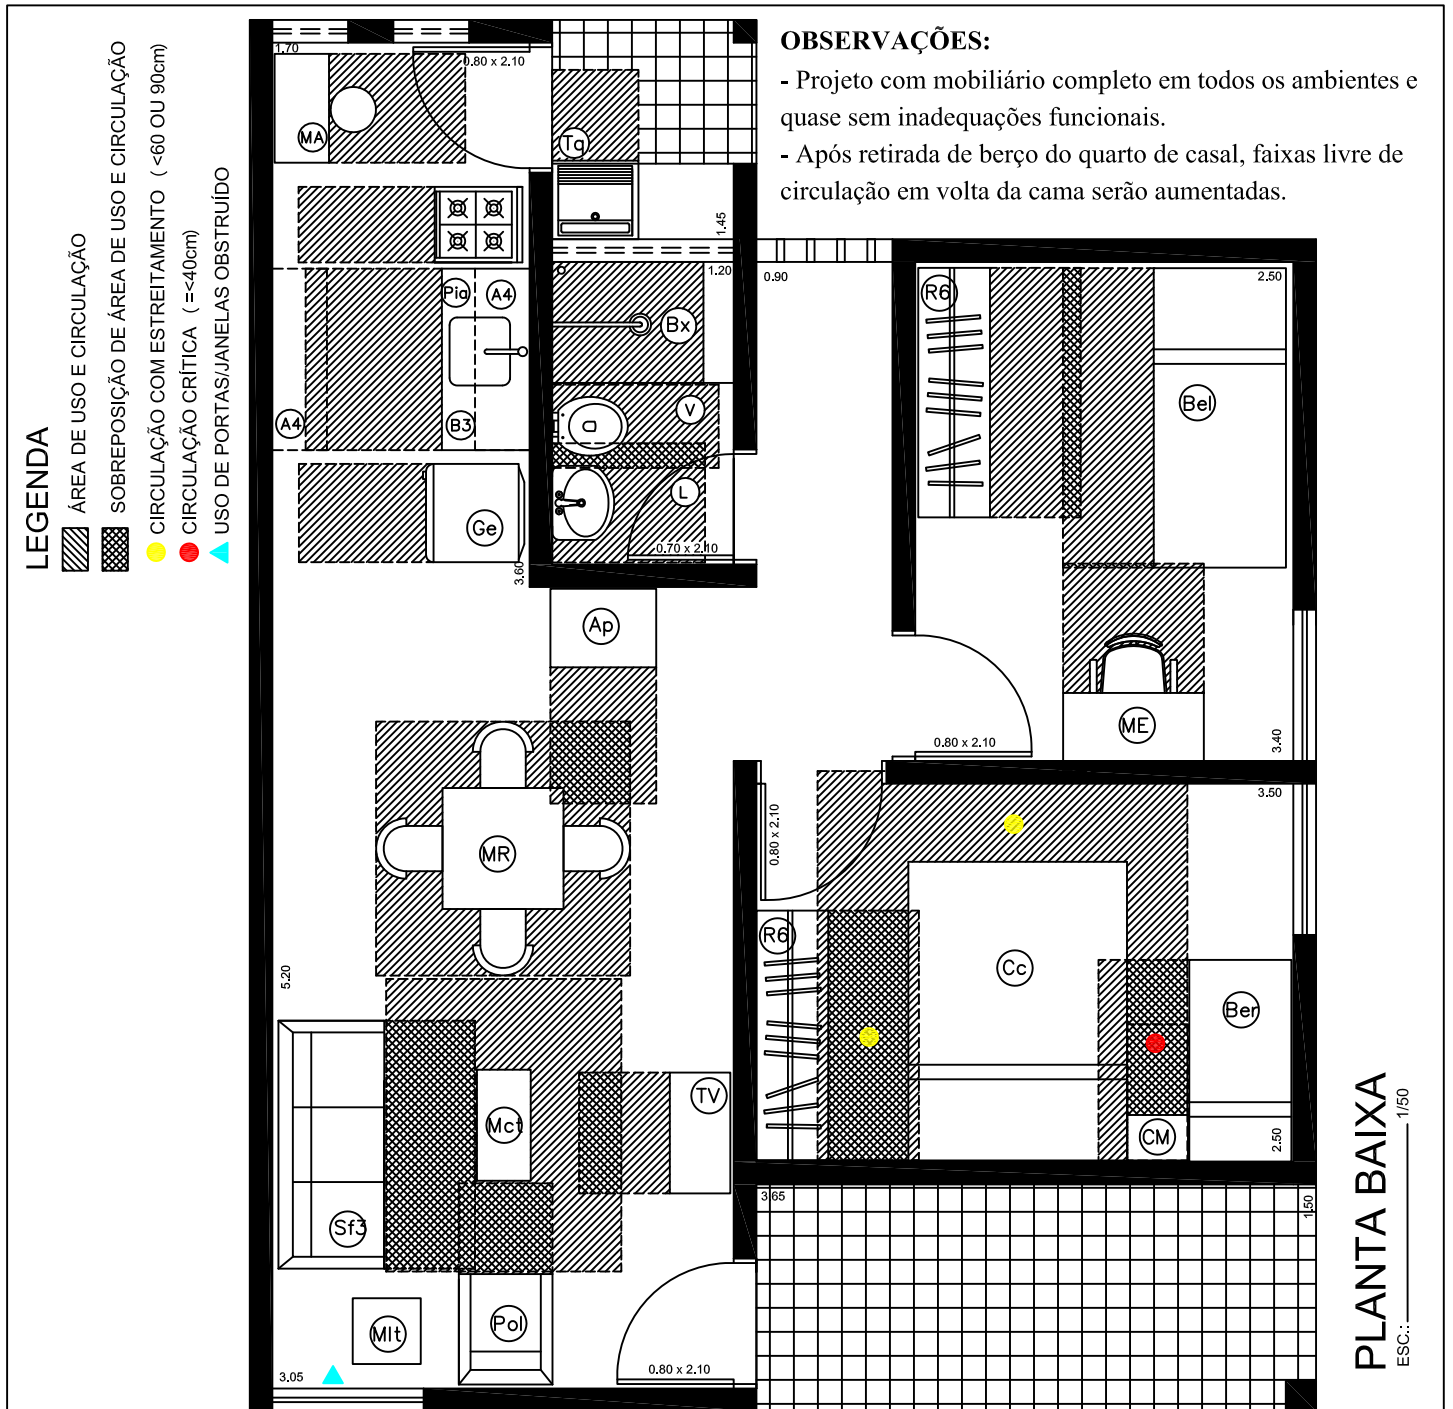 OBSERVAÇÕES:
- Projeto com mobiliário completo em todos os ambientes e
quase sem inadequações funcionais.
- Após retirada de berço do quarto de casal, faixas livre de
circulação em volta da cama serão aumentadas.
LEGENDA
ÁREA DE USO E CIRCULAÇÃO
SOBREPOSIÇÃO DE ÁREA DE USO E CIRCULAÇÃO
CIRCULAÇÃO COM ESTREITAMENTO ( <60 OU 90cm)
CIRCULAÇÃO CRÍTICA ( =<40cm)
USO DE PORTAS/JANELAS OBSTRUÍDO
1.70
0.80 x 2.10
MA
Tq
1.45
1.20
0.90
Pia
A4
R6
2.50
Bx
A4
B3
V
Bel
L
Ge
0.70 x 2.10
3.60
Ap
ME
0.80 x 2.10
3.40
3.50
0.80 x 2.10
MR
R6
Cc
5.20
Ber
TV
Mct
CM
2.50
3.65
1.50
Sf3
Mlt
Pol
3.05
0.80 x 2.10
PLANTA BAIXA
ESC.: 1/50